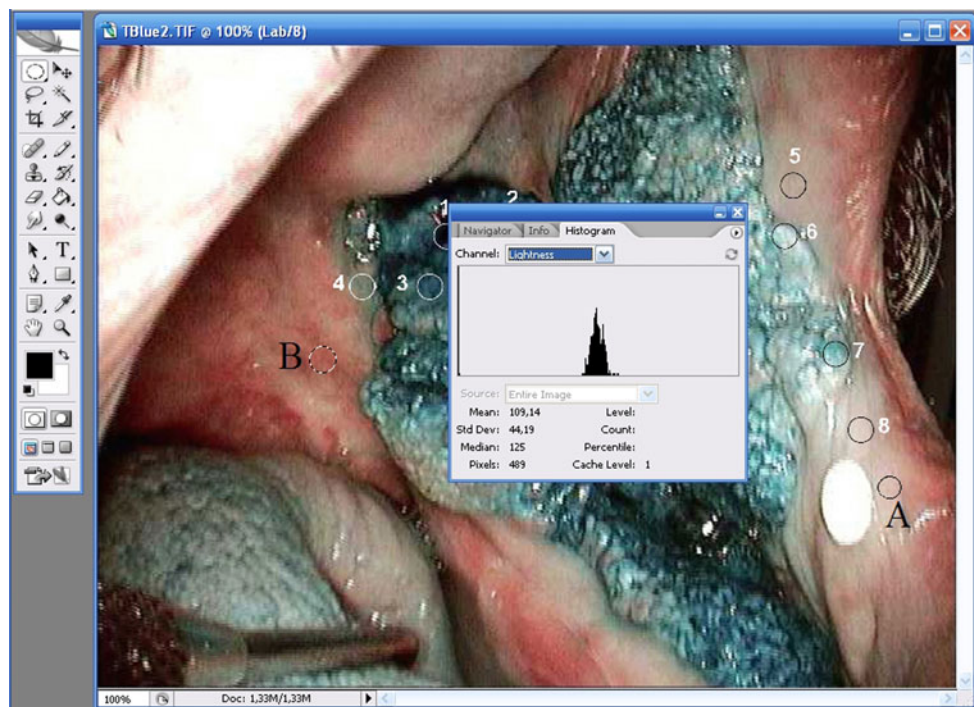 TBlue2.TIF @ 100% (Lab/8)
T
5
1
2
6
Navigator
Info
Histogram
Channel: Lightness
4
3
B
7
Source: Entire Image
Mean: 109,14 Level:
Std Dev: 44,19 Count:
Median: 125 Percentile:
Pixels: 489 Cache Level: 1
8
A
100%
Doc: 1,33M/1,33M